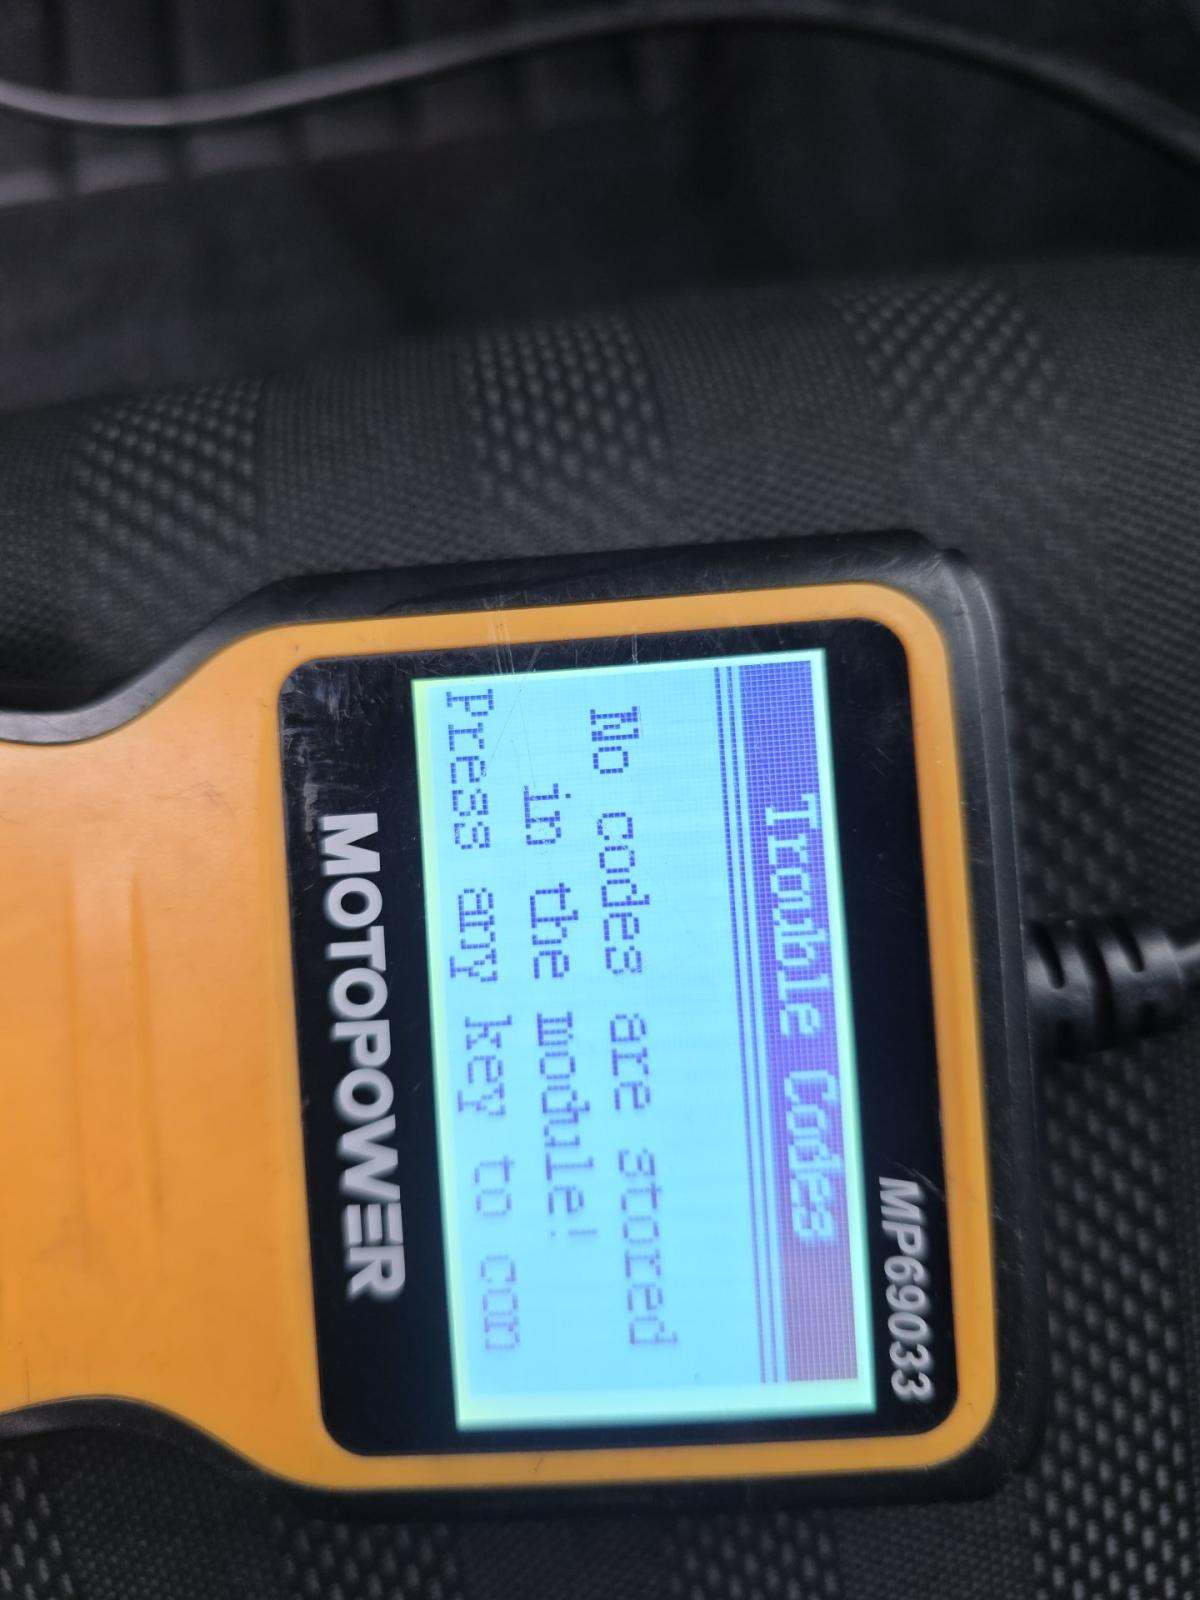 MP69033
Trouble Codes
No codes are stored
in the module!
Press any key to con
MOTOPOWER